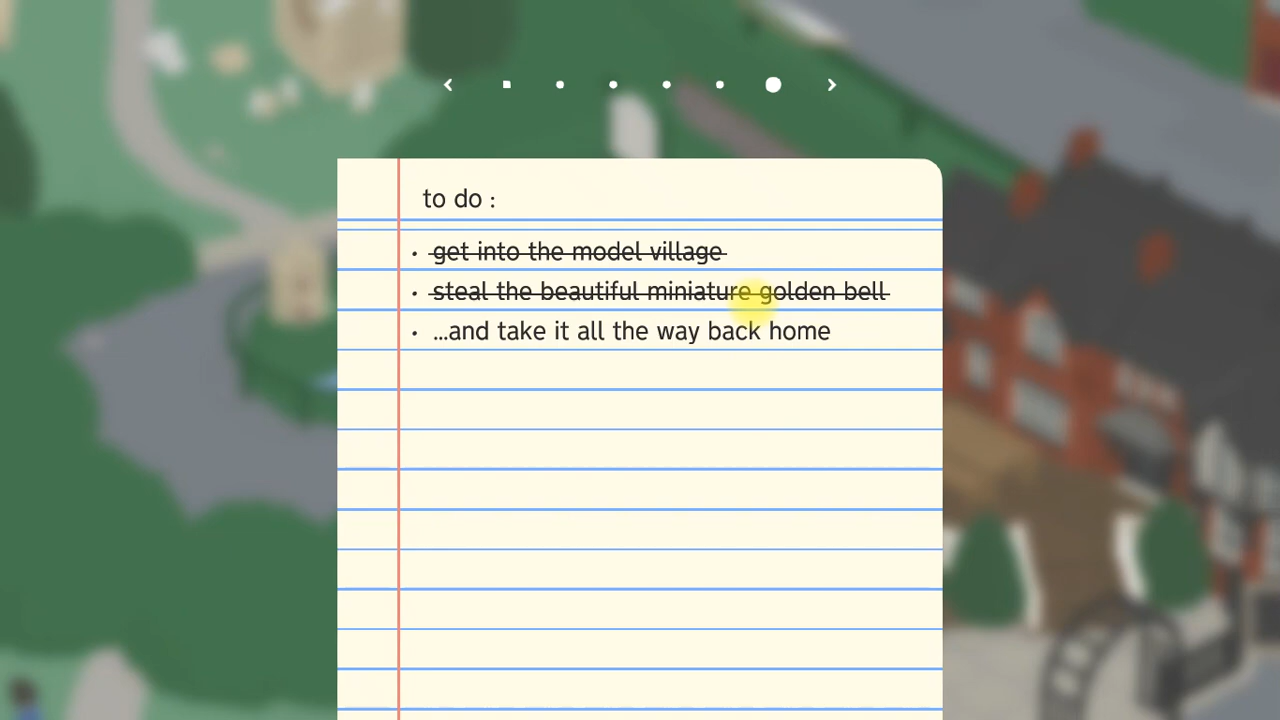 to do :
• get into the model village
• steal the beautiful miniature golden bell
• ...and take it all the way back home